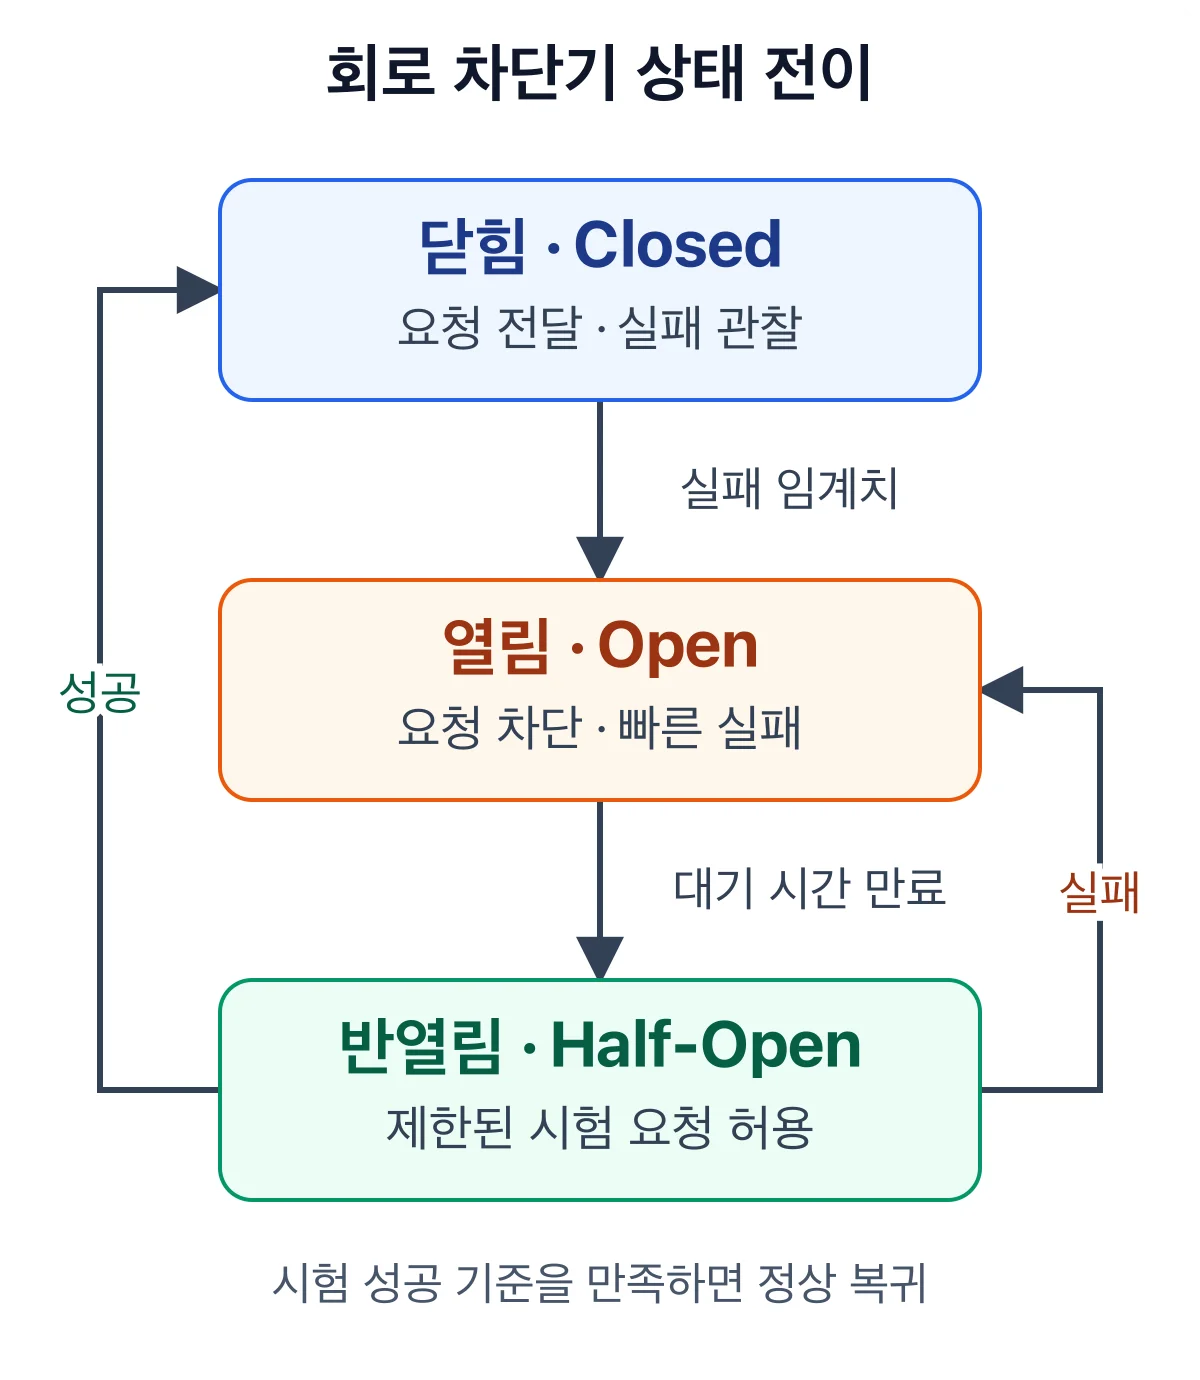 회로 차단기 상태 전이
닫힘 · Closed
요청 전달 · 실패 관찰
실패 임계치
열림 · Open
요청 차단 · 빠른 실패
성공
대기 시간 만료
실패
반열림 · Half-Open
제한된 시험 요청 허용
시험 성공 기준을 만족하면 정상 복귀